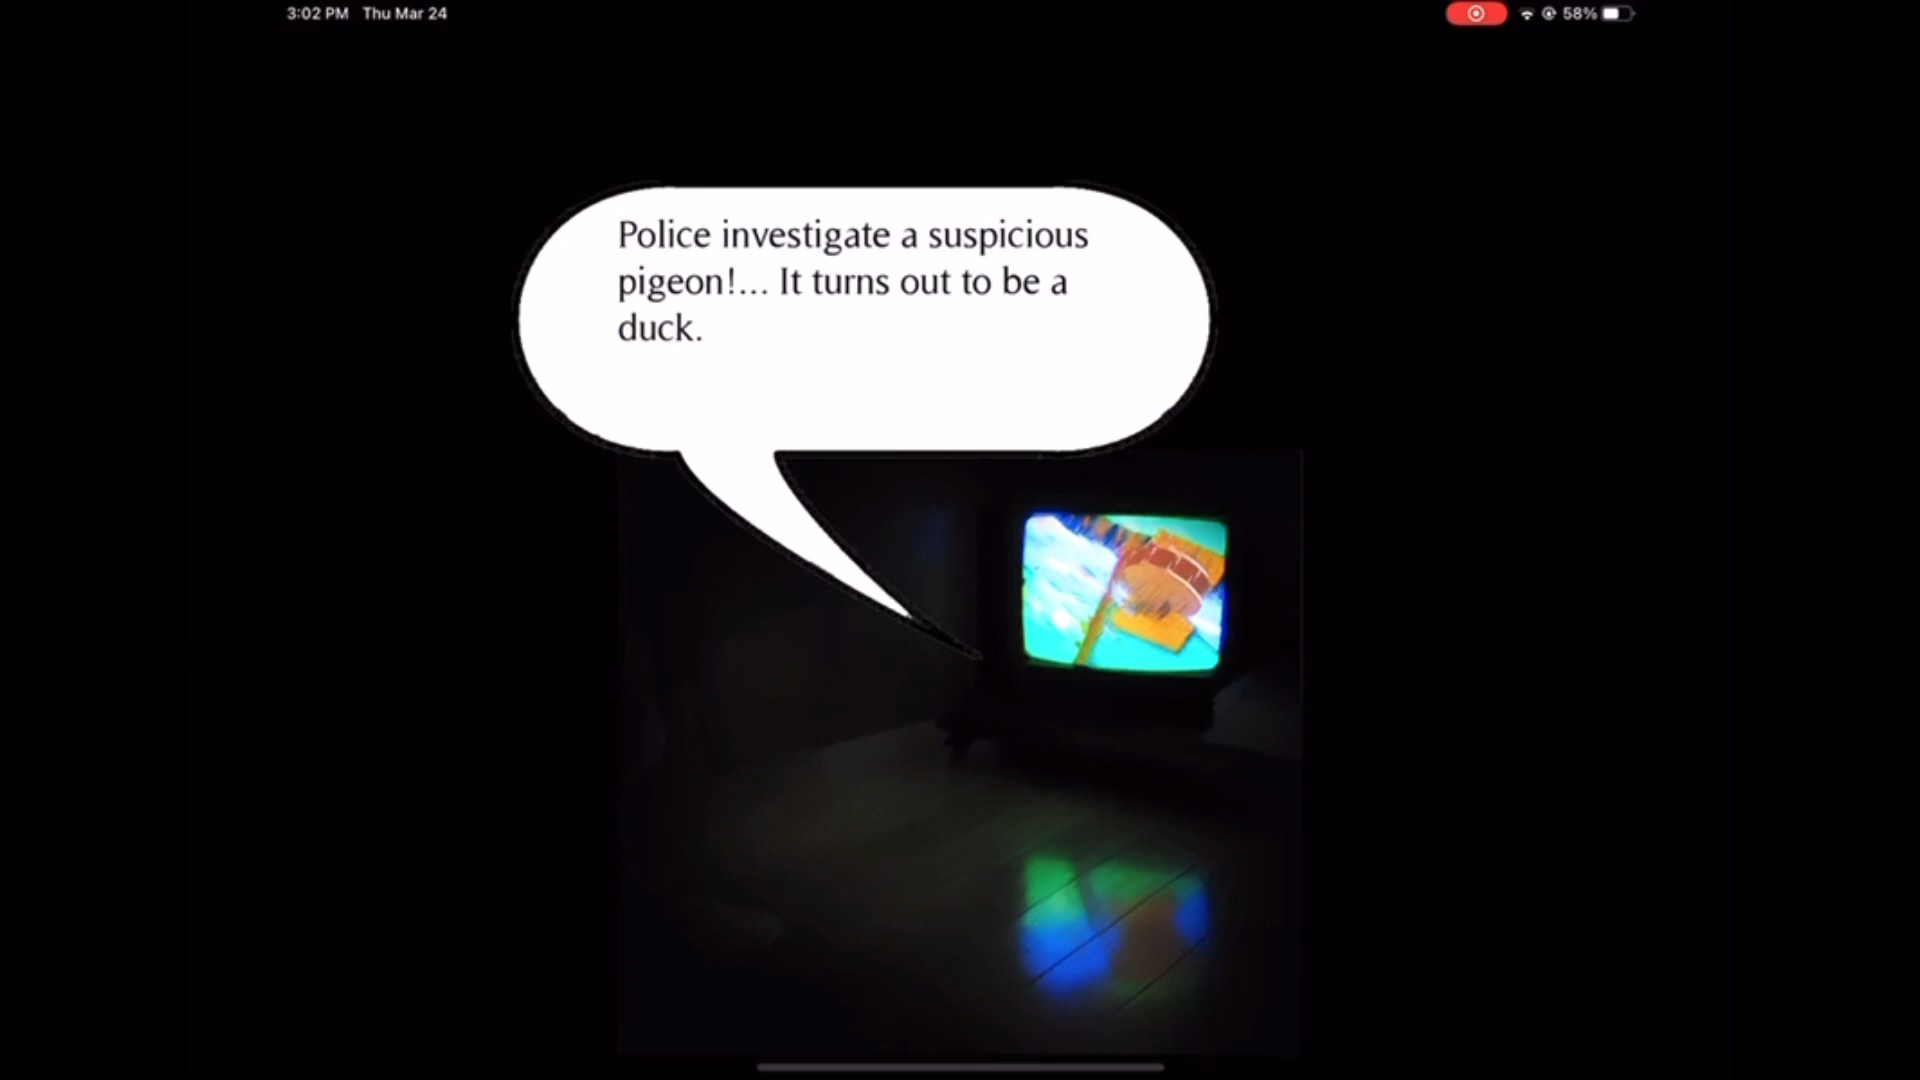 3:02 PM Thu Mar 24
58%
Police investigate a suspicious
pigeon!... It turns out to be a
duck.